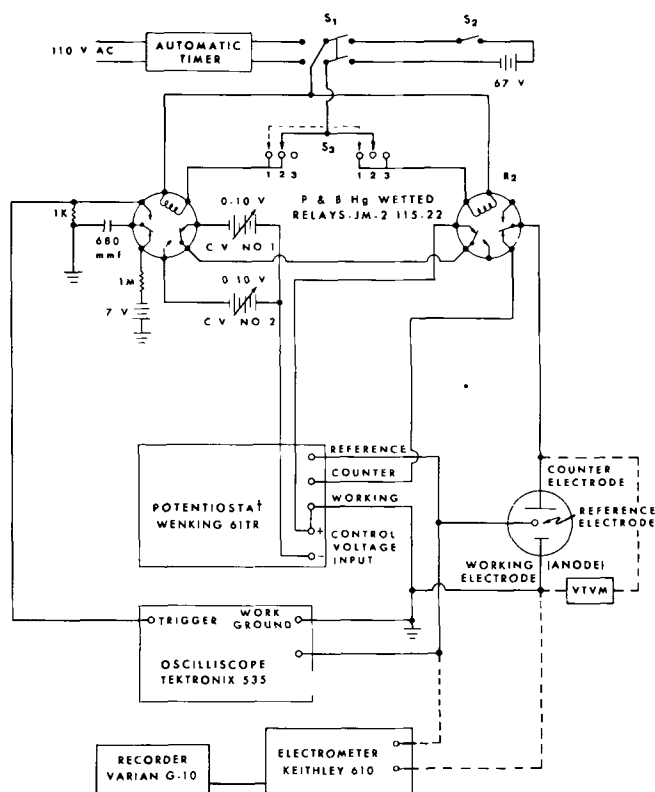 S1
S2
110 V AC
AUTOMATIC
TIMER
67 V
S3
1 2 3
1 2 3
R2
1K
680
mmf
0-10 V
C V NO 1
P & B Hg WETTED
RELAYS-JM-2 115-22
1M
7 V
0-10 V
C V NO 2
REFERENCE
COUNTER
WORKING
POTENTIOSTAT
WENKING 61TR
+
CONTROL
VOLTAGE
INPUT
-
COUNTER
ELECTRODE
REFERENCE
ELECTRODE
WORKING (ANODE)
ELECTRODE
VTVM
TRIGGER
WORK
GROUND
OSCILLISCOPE
TEKTRONIX 535
RECORDER
VARIAN G-10
ELECTROMETER
KEITHLEY 610